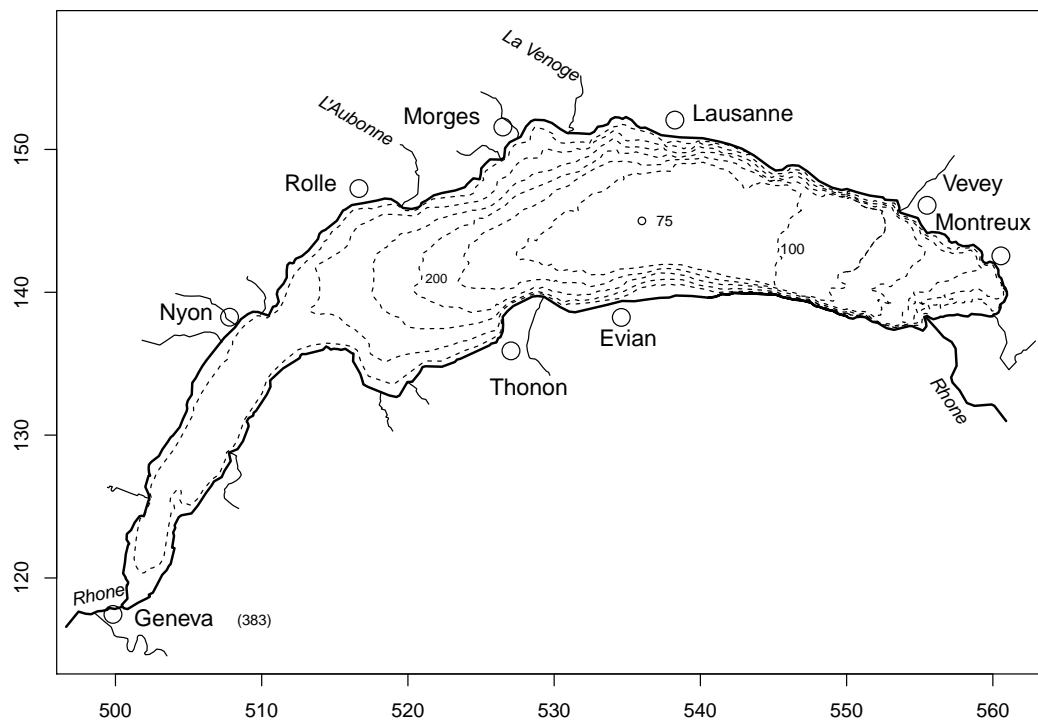 La Venoge
L'Aubonne
Morges
Lausanne
150
Rolle
Vevey
Montreux
75
100
200
140
Nyon
Evian
Thonon
Rhone
130
120
Rhone
Geneva (383)
500 510 520 530 540 550 560